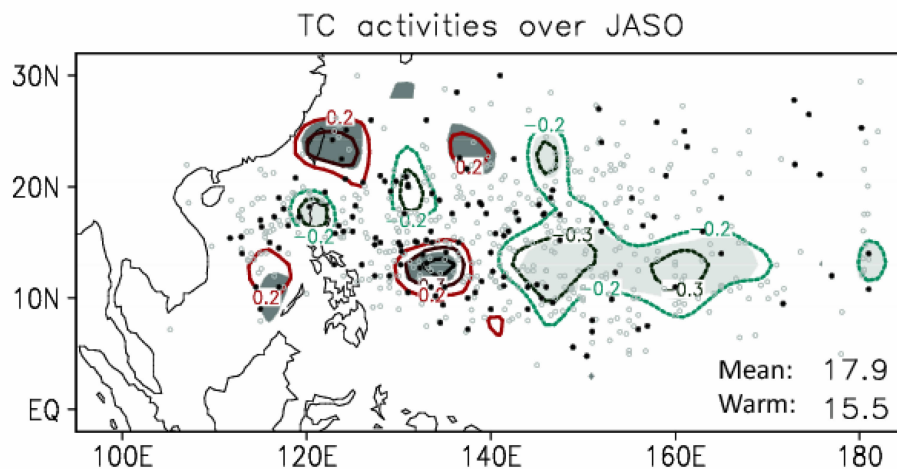 TC activities over JASO
30N
20N
10N
EQ
100E
120E
140E
160E
180
0.2
0.2
-0.2
0.2
-0.2
-0.2
-0.3
-0.2
0.2
0.2
-0.2
-0.3
Mean: 17.9
Warm: 15.5